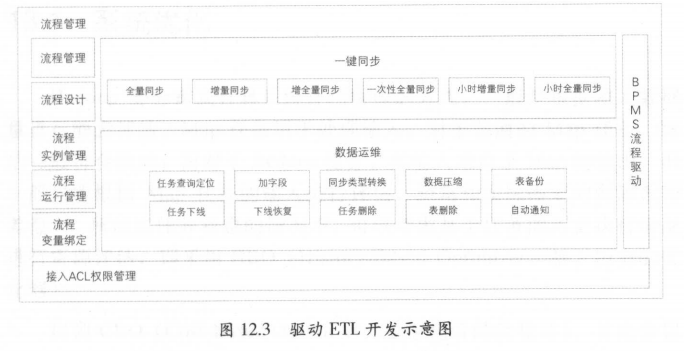 流程管理
流程管理
流程设计
流程
实例管理
流程
运行管理
流程
变量绑定
一键同步
全量同步 增量同步 增全量同步 一次性全量同步 小时增量同步 小时全量同步
数据运维
任务查询定位 加字段 同步类型转换 数据压缩 表备份
任务下线 下线恢复 任务删除 表删除 自动通知
BPMS流程驱动
接入ACL权限管理
图 12.3 驱动 ETL 开发示意图